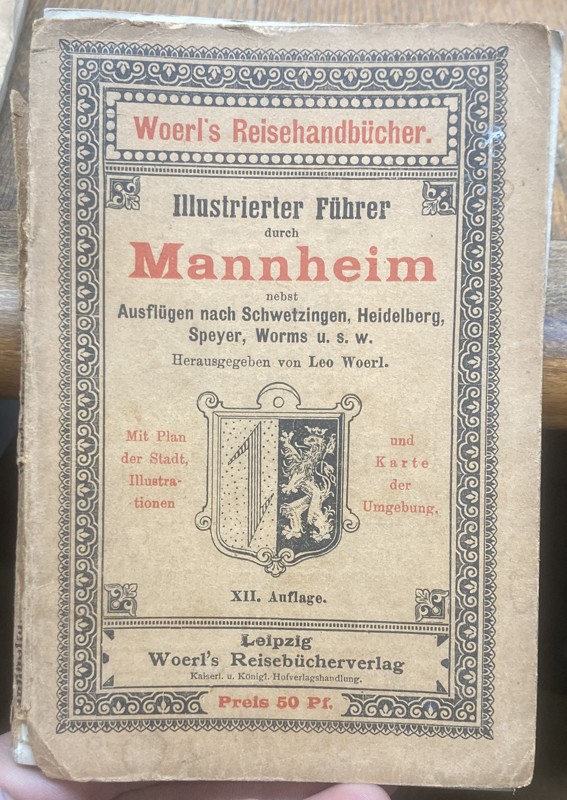 Woerl's Reisehandbücher.
Illustrierter Führer
durch
Mannheim
nebst
Ausflügen nach Schwetzingen, Heidelberg,
Speyer, Worms u. s. w.
Herausgegeben von Leo Woerl.
Mit Plan
der Stadt,
Illustra-
tionen
und
Karte
der
Umgebung.
XII. Auflage.
Leipzig
Woerl's Reisebücherverlag
Kaiserl. u. Königl. Hofverlagshandlung.
Preis 50 Pf.